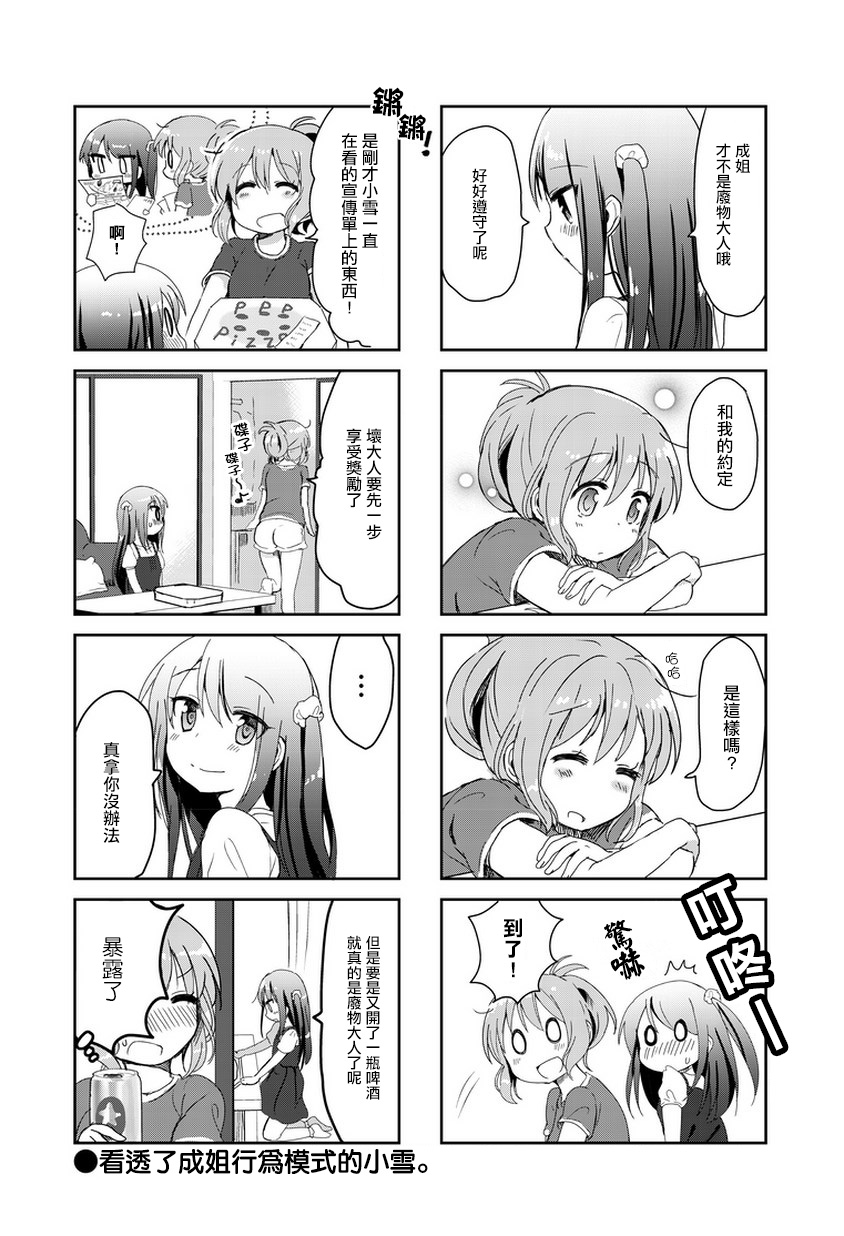 成姐
才不是廢物大人哦
好好遵守了呢
和我的約定
是這樣嗎？
哈
哈
叮咚ー
驚嚇
到了！
鏘
鏘！
是剛才小雪一直
在看的宣傳單上的東西！
啊！
PEP
Pizza
壞大人要先一步
享受獎勵了
碟子
碟子♪
…
真拿你沒辦法
但是要是又開了一瓶啤酒
就真的是廢物大人了呢
暴露了
●看透了成姐行爲模式的小雪。